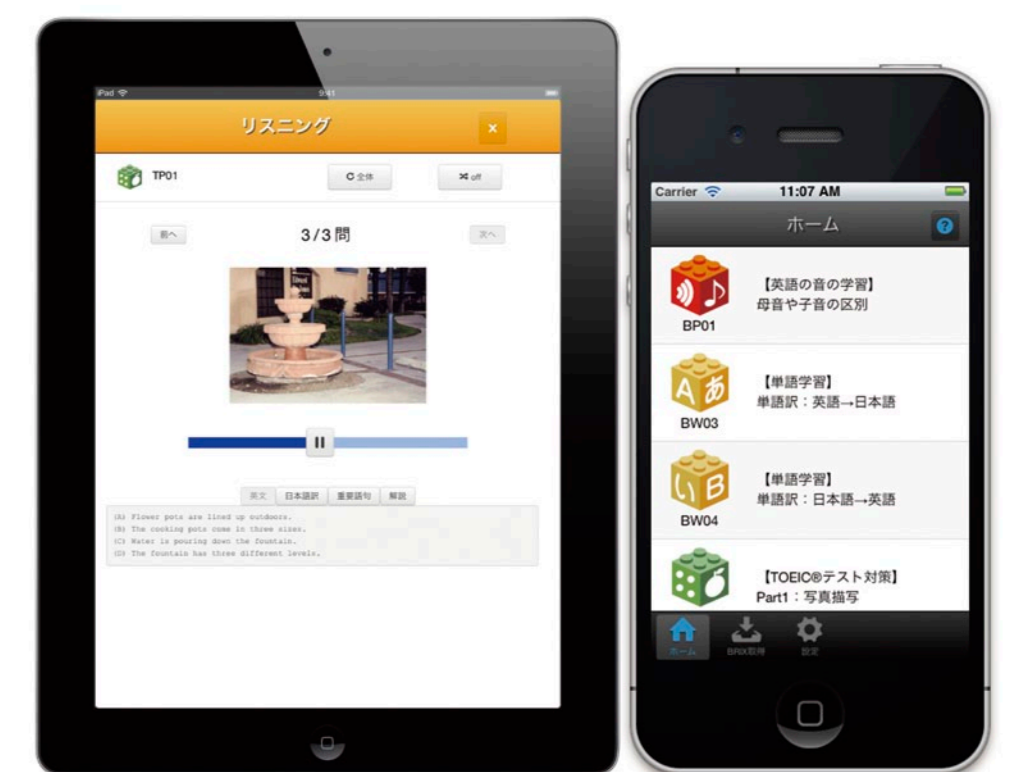 iPad
9:41
リスニング
×
TP01
全体
off
前へ
3/3問
次へ
英文 日本語訳 重要語句 解説
(A) Flower pots are lined up outdoors.
(B) The cooking pots come in three sizes.
(C) Water is pouring down the fountain.
(D) The fountain has three different levels.
Carrier
11:07 AM
ホーム
?
【英語の音の学習】
母音や子音の区別
BP01
A あ
【単語学習】
単語訳:英語→日本語
BW03
い B
【単語学習】
単語訳:日本語→英語
BW04
【TOEIC®テスト対策】
Part1:写真描写
ホーム
BRIX取得
設定